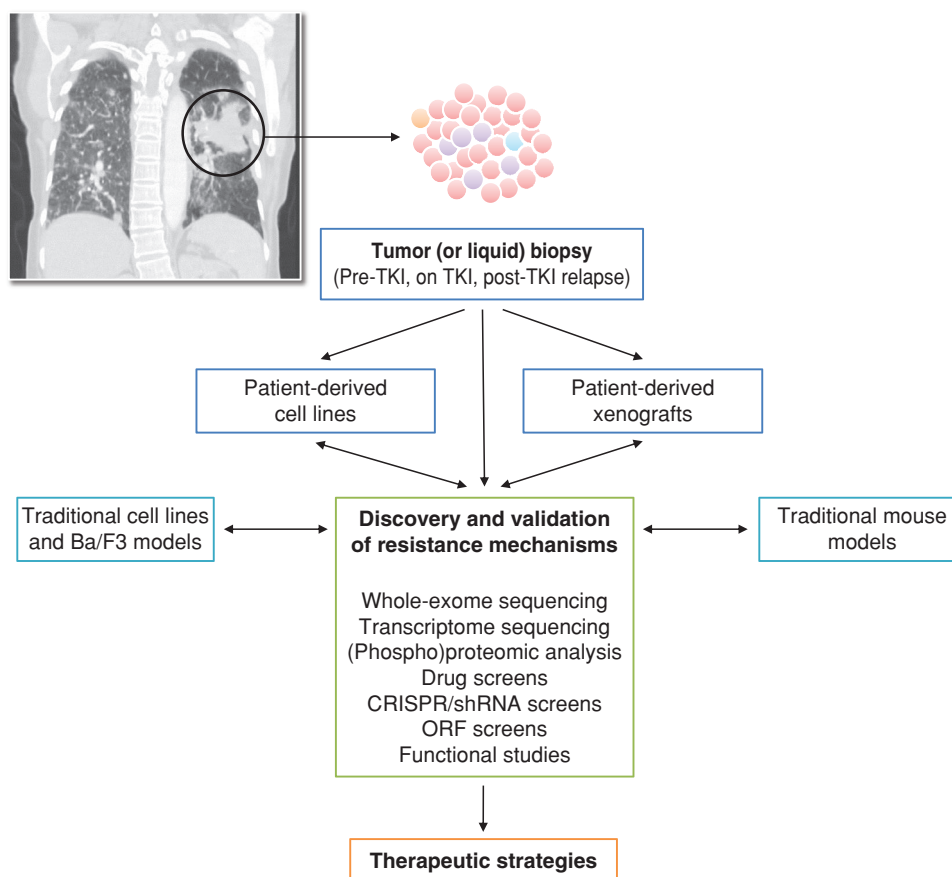 Tumor (or liquid) biopsy
(Pre-TKI, on TKI, post-TKI relapse)
Patient-derived
cell lines
Patient-derived
xenografts
Traditional cell lines
and Ba/F3 models
Discovery and validation
of resistance mechanisms
Whole-exome sequencing
Transcriptome sequencing
(Phospho)proteomic analysis
Drug screens
CRISPR/shRNA screens
ORF screens
Functional studies
Traditional mouse
models
Therapeutic strategies